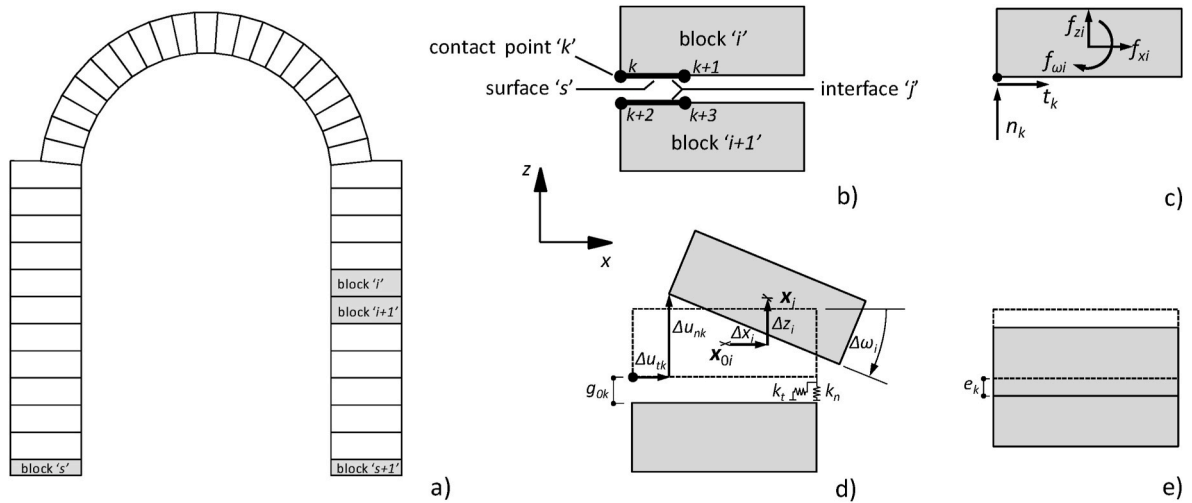 block ‘i’
block ‘i+1’
block ‘s’
block ‘s+1’
a)
contact point ‘k’
surface ‘s’
block ‘i’
k
k+1
interface ‘j’
k+2
k+3
block ‘i+1’
b)
f_zi
f_xi
f_ωi
t_k
n_k
c)
z
x
Δu_tk
Δu_nk
Δx_i
Δz_i
x_i
x_0i
Δω_i
g_0k
k_t
k_n
d)
e_k
e)